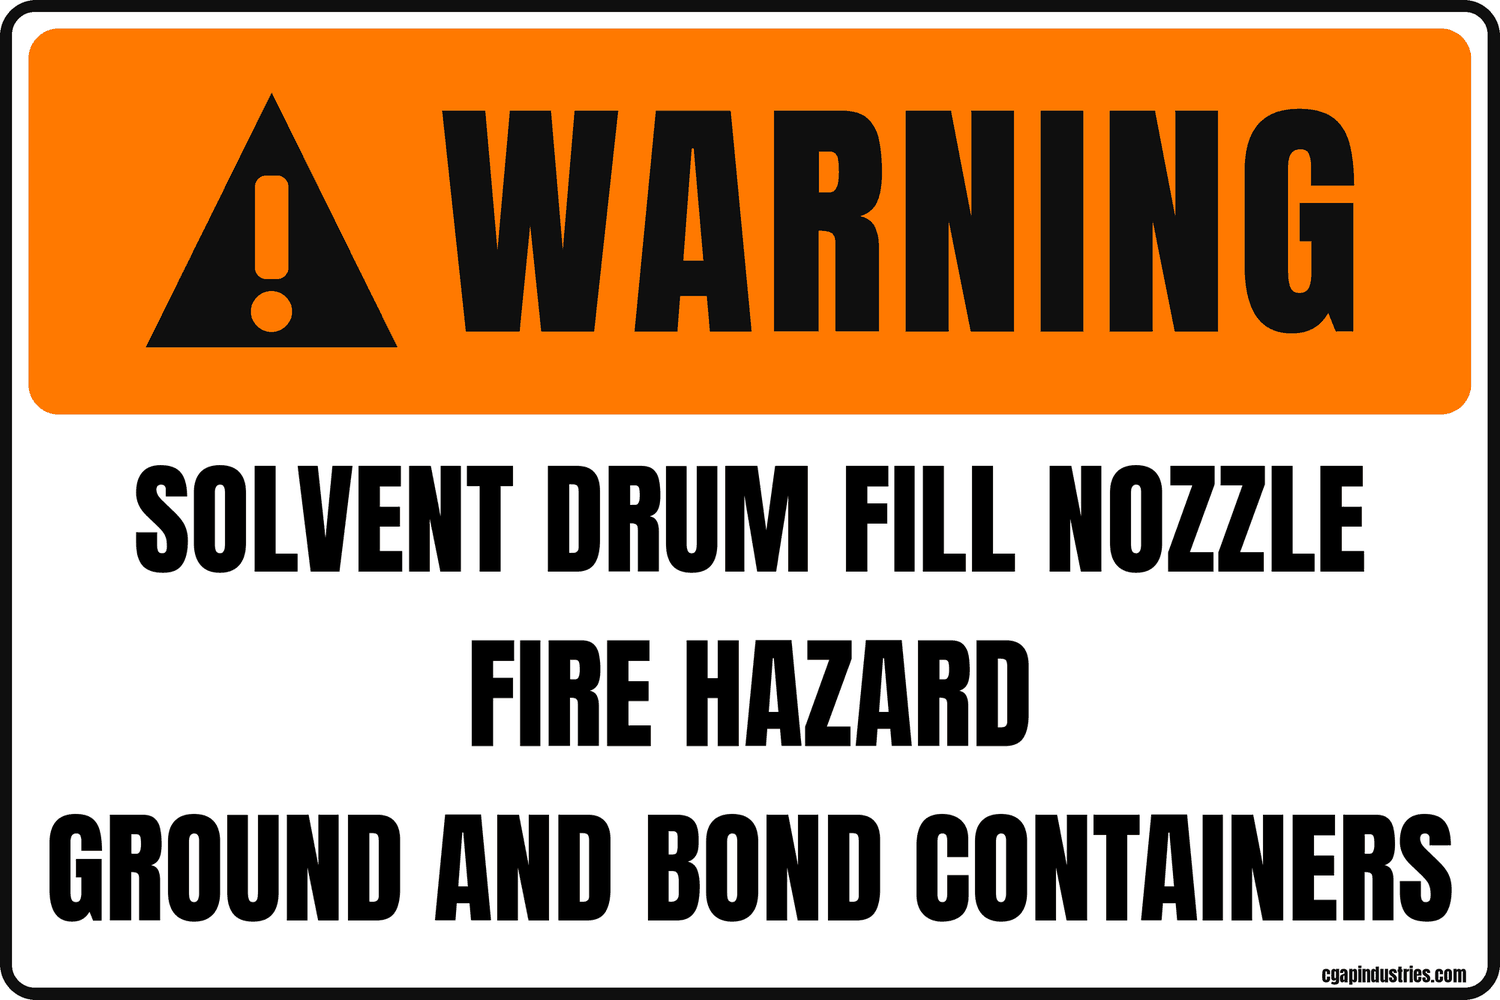 WARNING
SOLVENT DRUM FILL NOZZLE
FIRE HAZARD
GROUND AND BOND CONTAINERS
cgapindustries.com